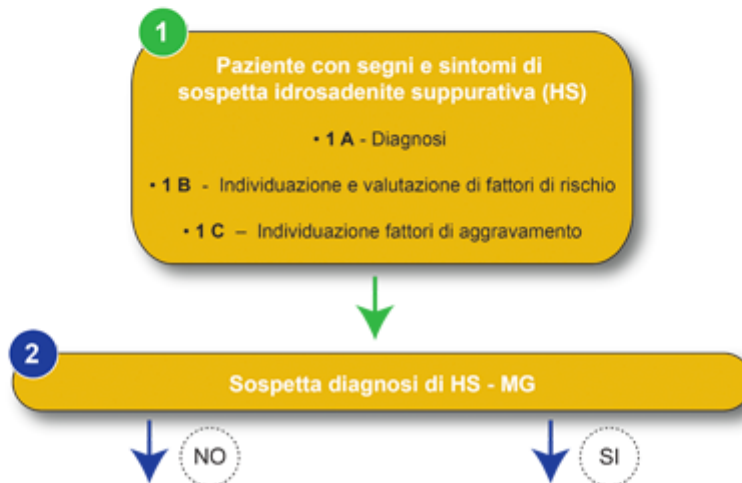 1
Paziente con segni e sintomi di
sospetta idrosadenite suppurativa (HS)
• 1 A - Diagnosi
• 1 B - Individuazione e valutazione di fattori di rischio
• 1 C – Individuazione fattori di aggravamento
2
Sospetta diagnosi di HS - MG
NO
SI